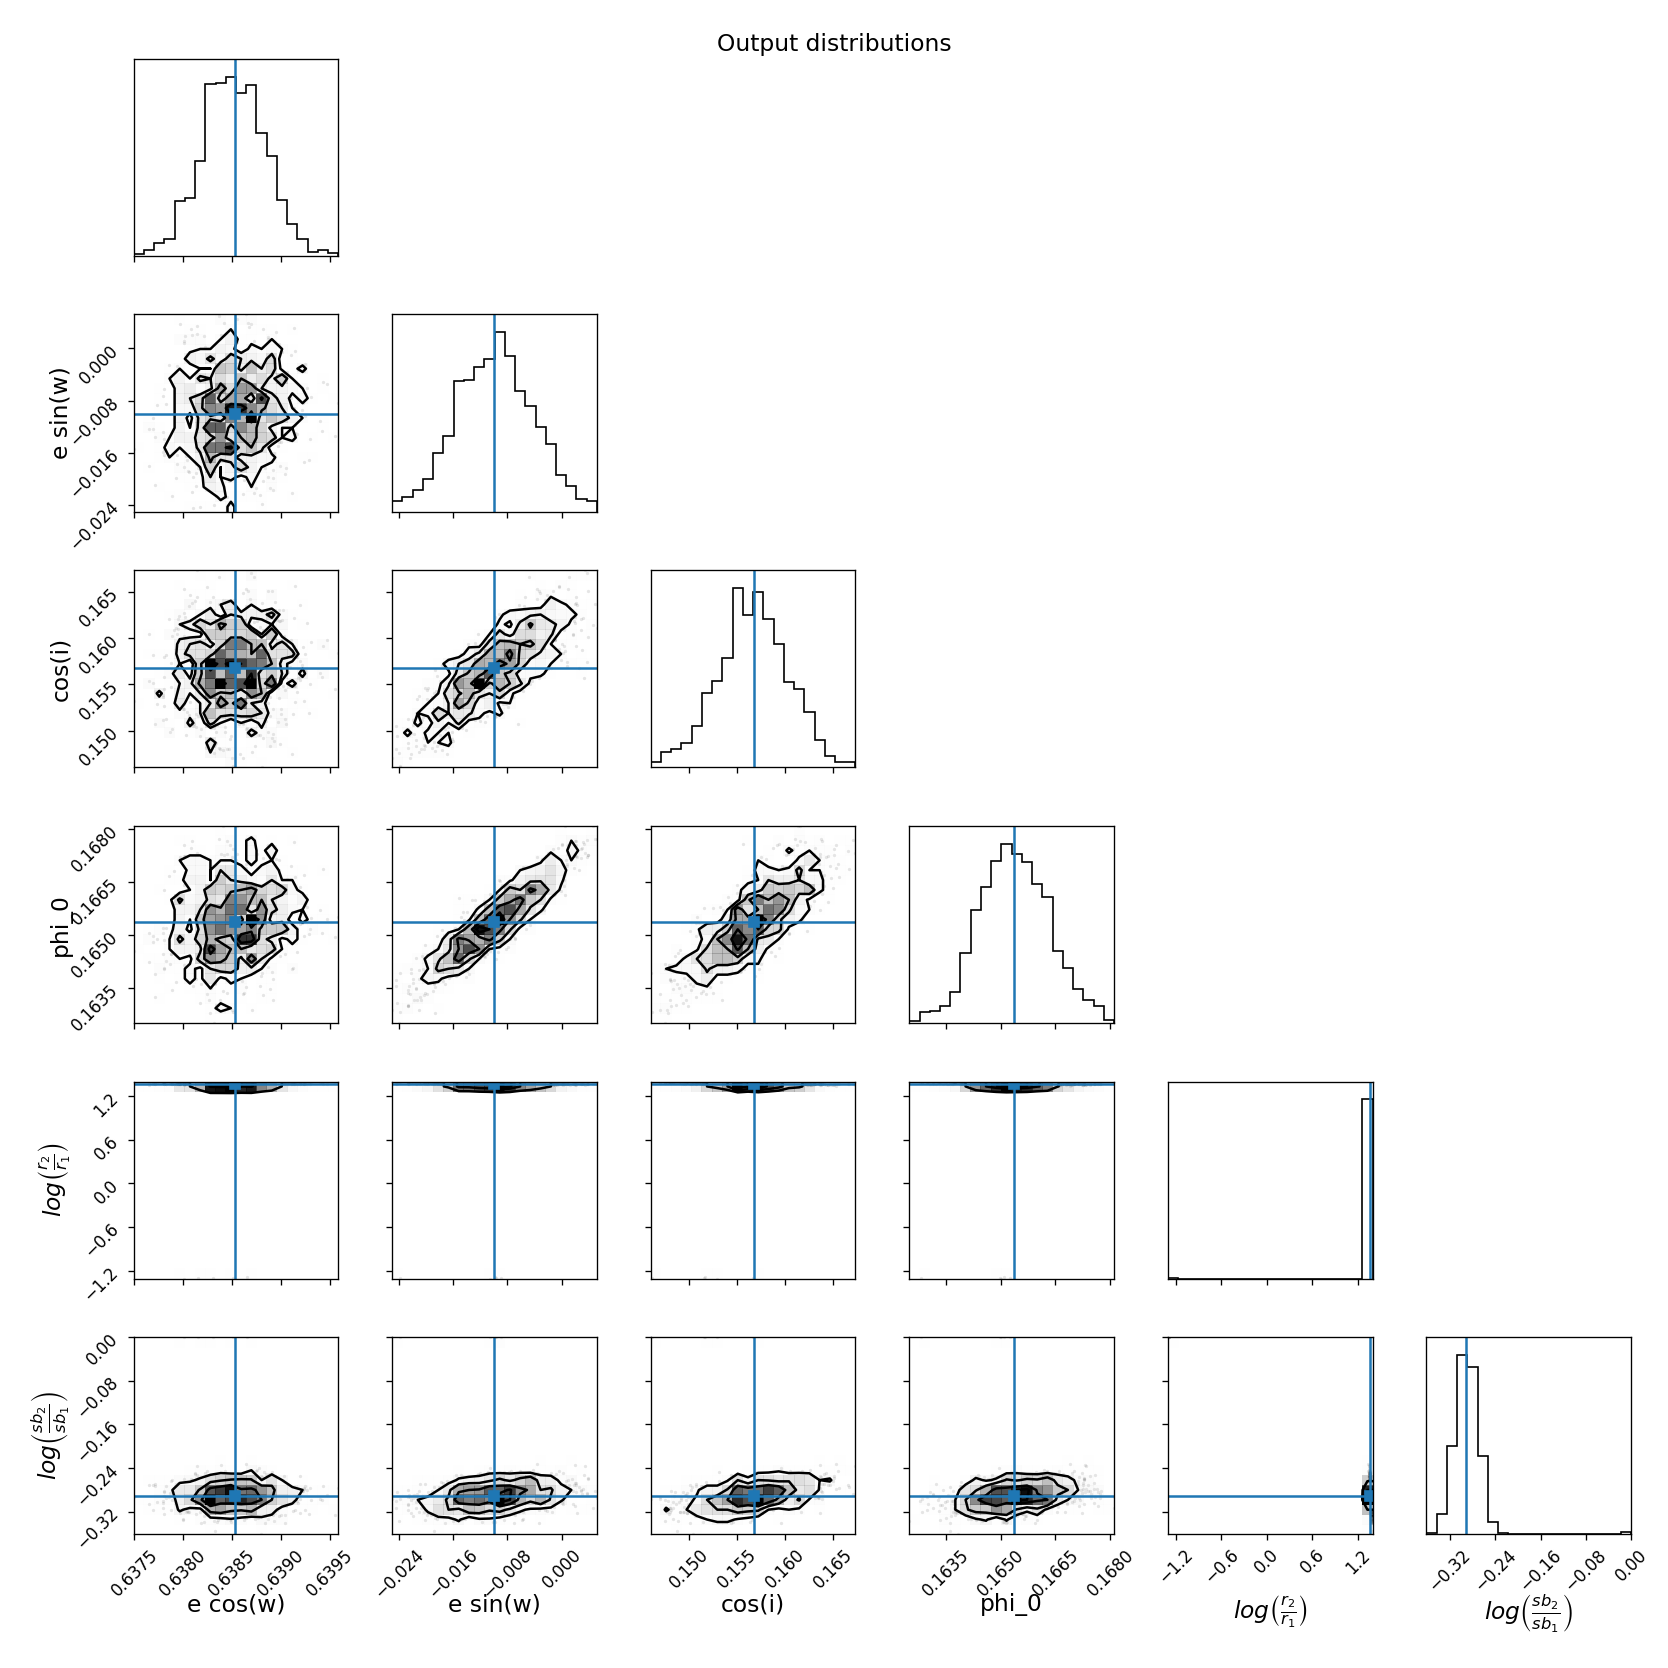 Output distributions
0.000
−0.008
−0.016
−0.024
e sin(w)
0.165
0.160
0.155
0.150
cos(i)
0.1680
0.1665
0.1650
0.1635
phi_0
1.2
0.6
0.0
−0.6
−1.2
log(r₂/r₁)
0.00
−0.08
−0.16
−0.24
−0.32
log(sb₂/sb₁)
0.6375 0.6380 0.6385 0.6390 0.6395
e cos(w)
−0.024 −0.016 −0.008 0.000
e sin(w)
0.150 0.155 0.160 0.165
cos(i)
0.1635 0.1650 0.1665 0.1680
phi_0
−1.2 −0.6 0.0 0.6 1.2
log(r₂/r₁)
−0.32 −0.24 −0.16 −0.08 0.00
log(sb₂/sb₁)